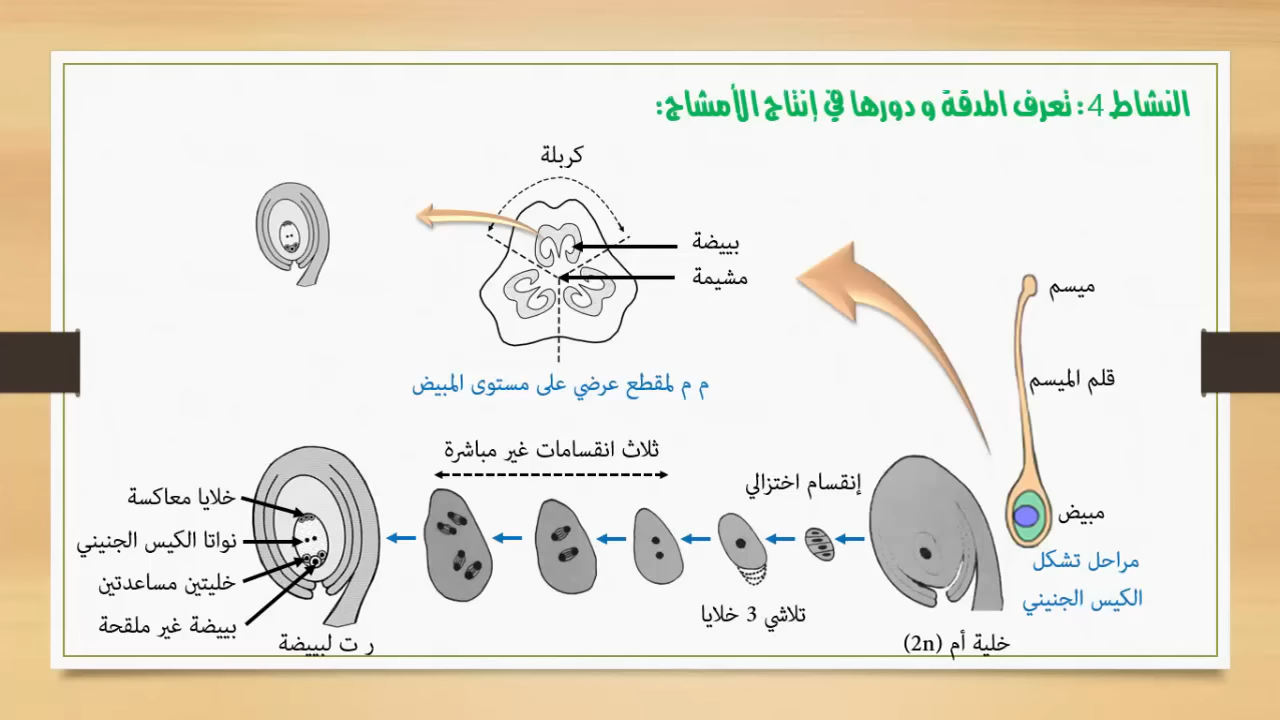 النشاط 4: تعرف المدقة و دورها في إنتاج الأمشاج:
كربلة
بييضة
مشيمة
م م لمقطع عرضي على مستوى المبيض
ميسم
قلم الميسم
مبيض
مراحل تشكل
الكيس الجنيني
خلية أم (2n)
إنقسام اختزالي
تلاشي 3 خلايا
ثلاث انقسامات غير مباشرة
خلايا معاكسة
نواتا الكيس الجنيني
خليتين مساعدتين
بييضة غير ملقحة
ر ت لبييضة